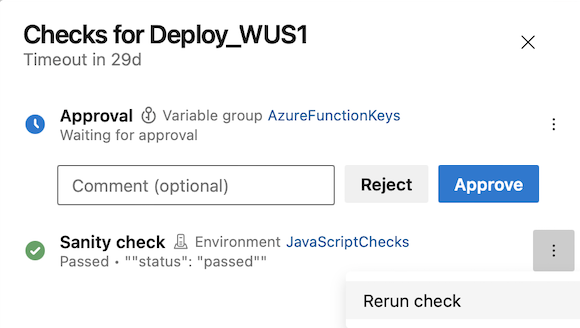 Checks for Deploy_WUS1
Timeout in 29d
Approval Variable group AzureFunctionKeys
Waiting for approval
Comment (optional) Reject Approve
Sanity check Environment JavaScriptChecks
Passed • ""status": "passed""
Rerun check